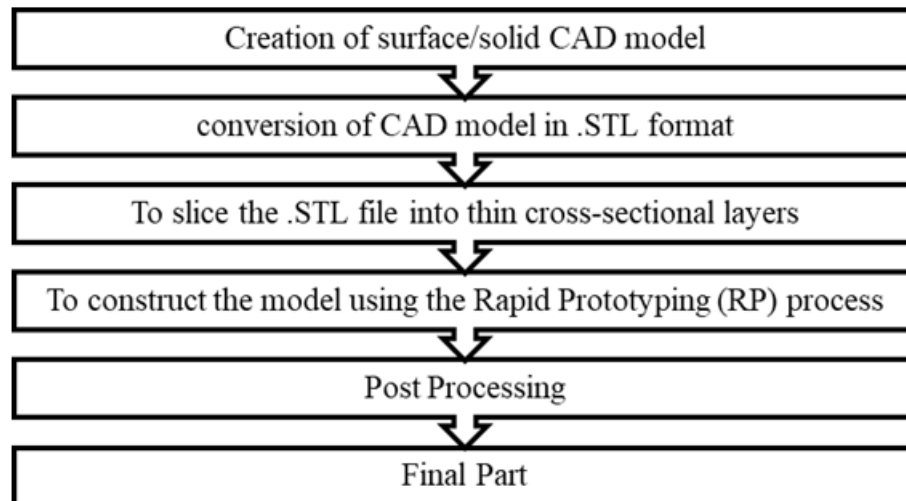 Creation of surface/solid CAD model
conversion of CAD model in .STL format
To slice the .STL file into thin cross-sectional layers
To construct the model using the Rapid Prototyping (RP) process
Post Processing
Final Part